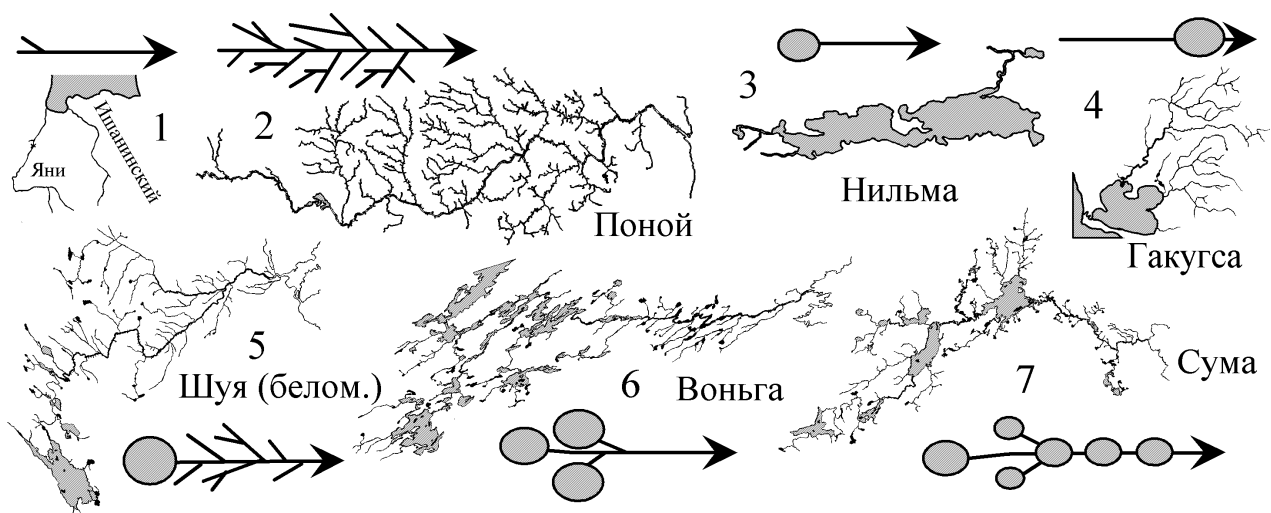 1
Яни
Ишанинский
2
Поной
3
Нильма
4
Гакугса
5
Шуя (белом.)
6
Воньга
7
Сума